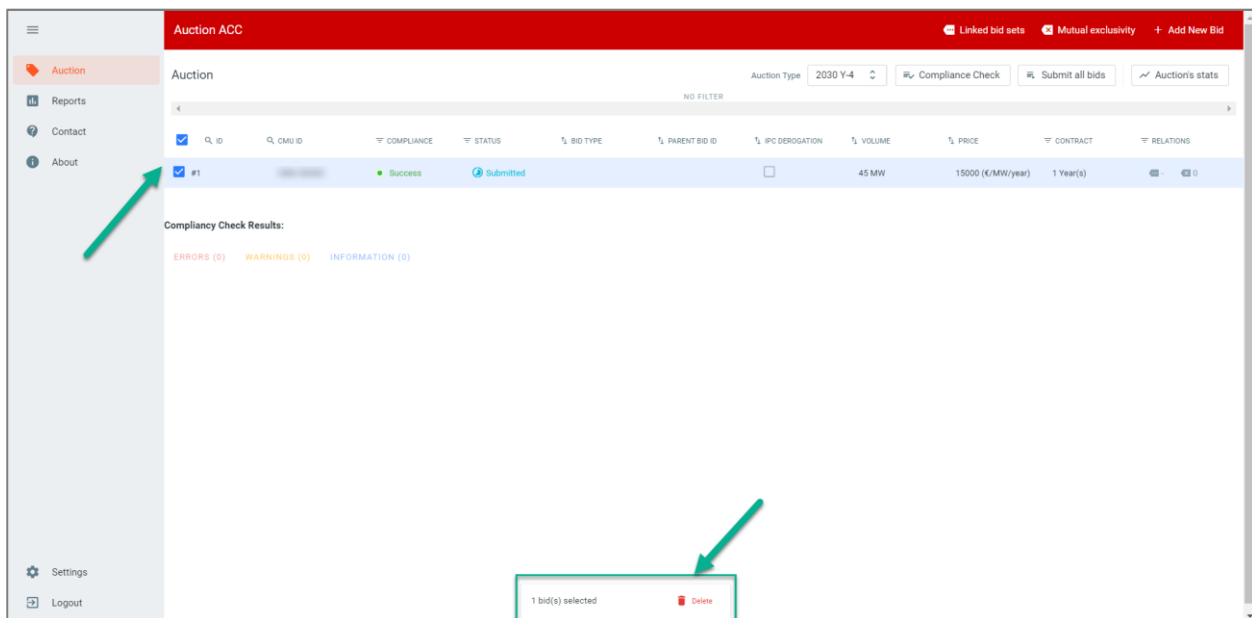 Auction ACC
Linked bid sets Mutual exclusivity + Add New Bid
Auction
Reports
Contact
About
Settings
Logout
Auction
Auction Type 2030 Y-4 Compliance Check Submit all bids Auction's stats
NO FILTER
ID CMU ID COMPLIANCE STATUS BID TYPE PARENT BID ID IPC DEROGATION VOLUME PRICE CONTRACT RELATIONS
#1 Success Submitted 45 MW 15000 (€/MW/year) 1 Year(s) - 0
Compliancy Check Results:
ERRORS (0) WARNINGS (0) INFORMATION (0)
1 bid(s) selected Delete